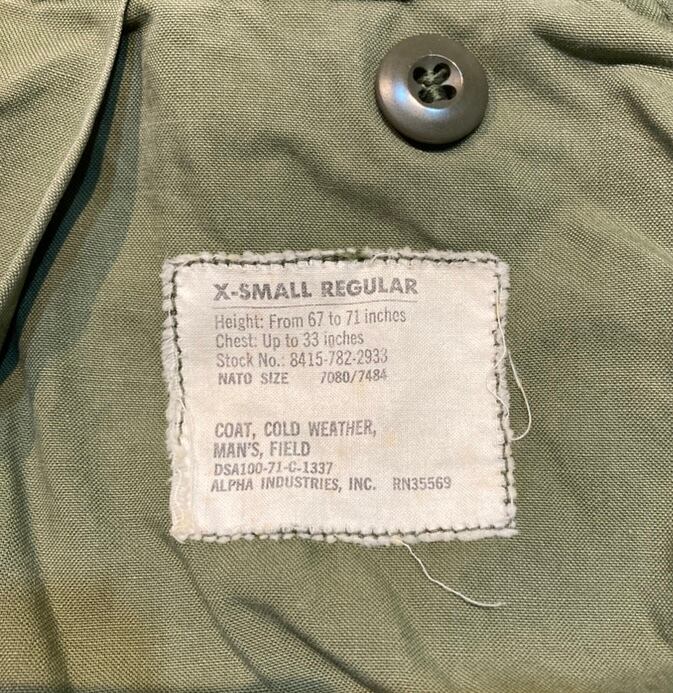 X-SMALL REGULAR
Height: From 67 to 71 inches
Chest: Up to 33 inches
Stock No.: 8415-782-2933
NATO SIZE 7080/7484
COAT, COLD WEATHER,
MAN'S, FIELD
DSA100-71-C-1337
ALPHA INDUSTRIES, INC. RN35569